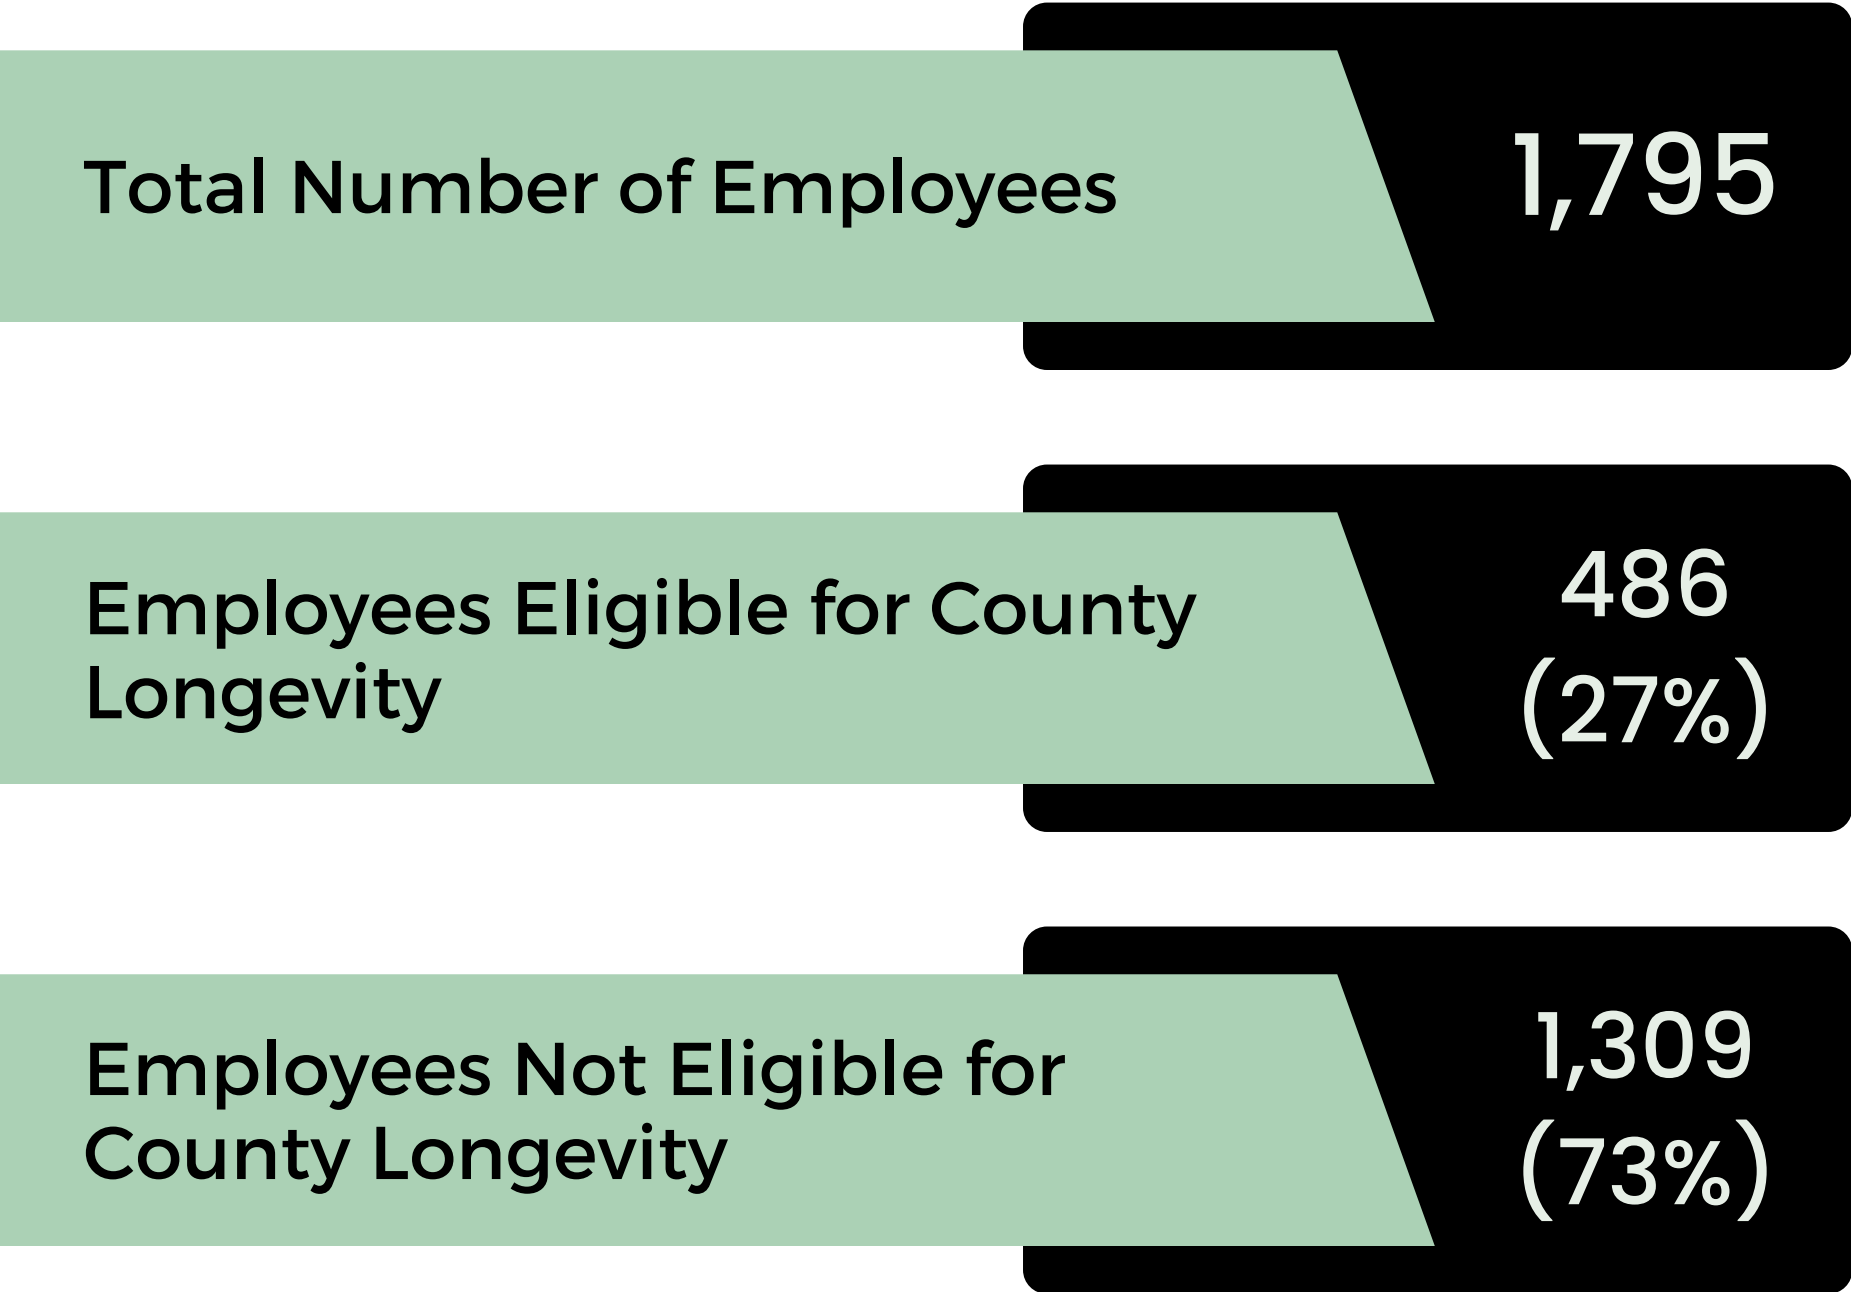 Total Number of Employees
1,795
Employees Eligible for County
Longevity
486
(27%)
Employees Not Eligible for
County Longevity
1,309
(73%)